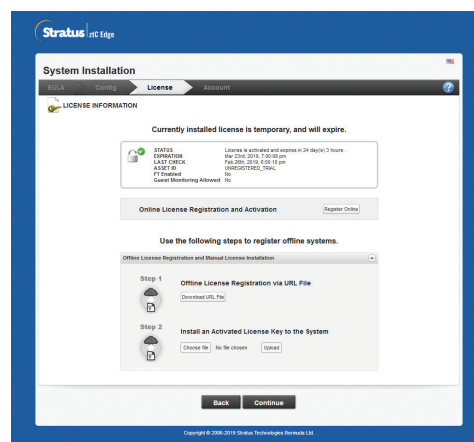 Stratus ztC Edge
System Installation
EULA Config License Account
LICENSE INFORMATION
Currently installed license is temporary, and will expire.
STATUS License is activated and expires in 24 day(s) 3 hours.
EXPIRATION Mar 23rd, 2019, 7:00:08 pm
LAST CHECK Feb 26th, 2019, 6:00:10 pm
ASSET ID UNREGISTERED_TRIAL
FT Enabled No
Guest Monitoring Allowed No
Online License Registration and Activation Register Online
Use the following steps to register offline systems.
Offline License Registration and Manual License Installation
Step 1
Offline License Registration via URL File
Download URL File
Step 2
Install an Activated License Key to the System
Choose file No file chosen Upload
Back Continue
Copyright © 2006-2019 Stratus Technologies Bermuda Ltd.